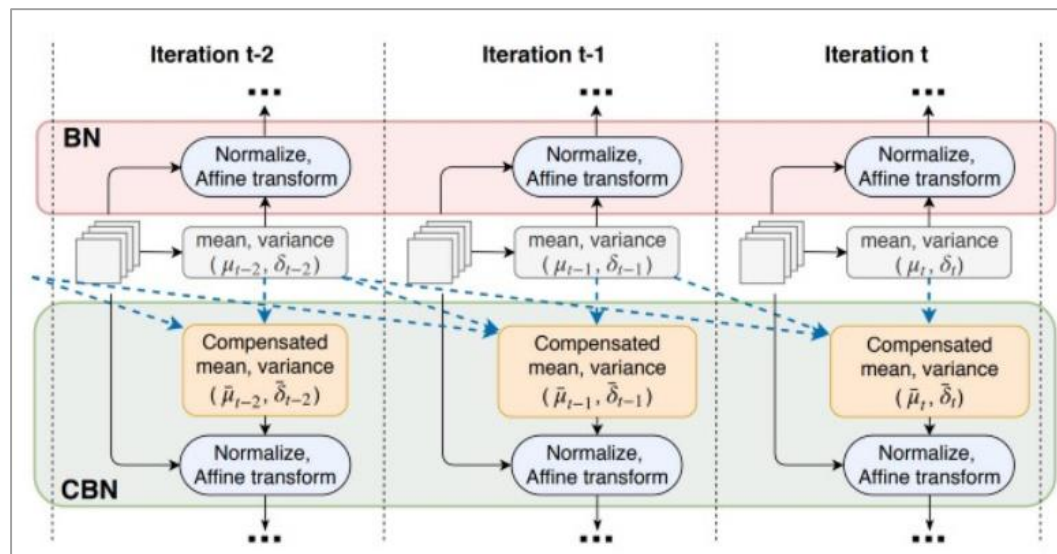 Iteration t-2
Iteration t-1
Iteration t
...
...
...
BN
Normalize,
Affine transform
Normalize,
Affine transform
Normalize,
Affine transform
mean, variance
(μₜ₋₂, δₜ₋₂)
mean, variance
(μₜ₋₁, δₜ₋₁)
mean, variance
(μₜ, δₜ)
Compensated
mean, variance
(μ̄ₜ₋₂, δ̄ₜ₋₂)
Compensated
mean, variance
(μ̄ₜ₋₁, δ̄ₜ₋₁)
Compensated
mean, variance
(μ̄ₜ, δ̄ₜ)
Normalize,
Affine transform
Normalize,
Affine transform
Normalize,
Affine transform
CBN
...
...
...